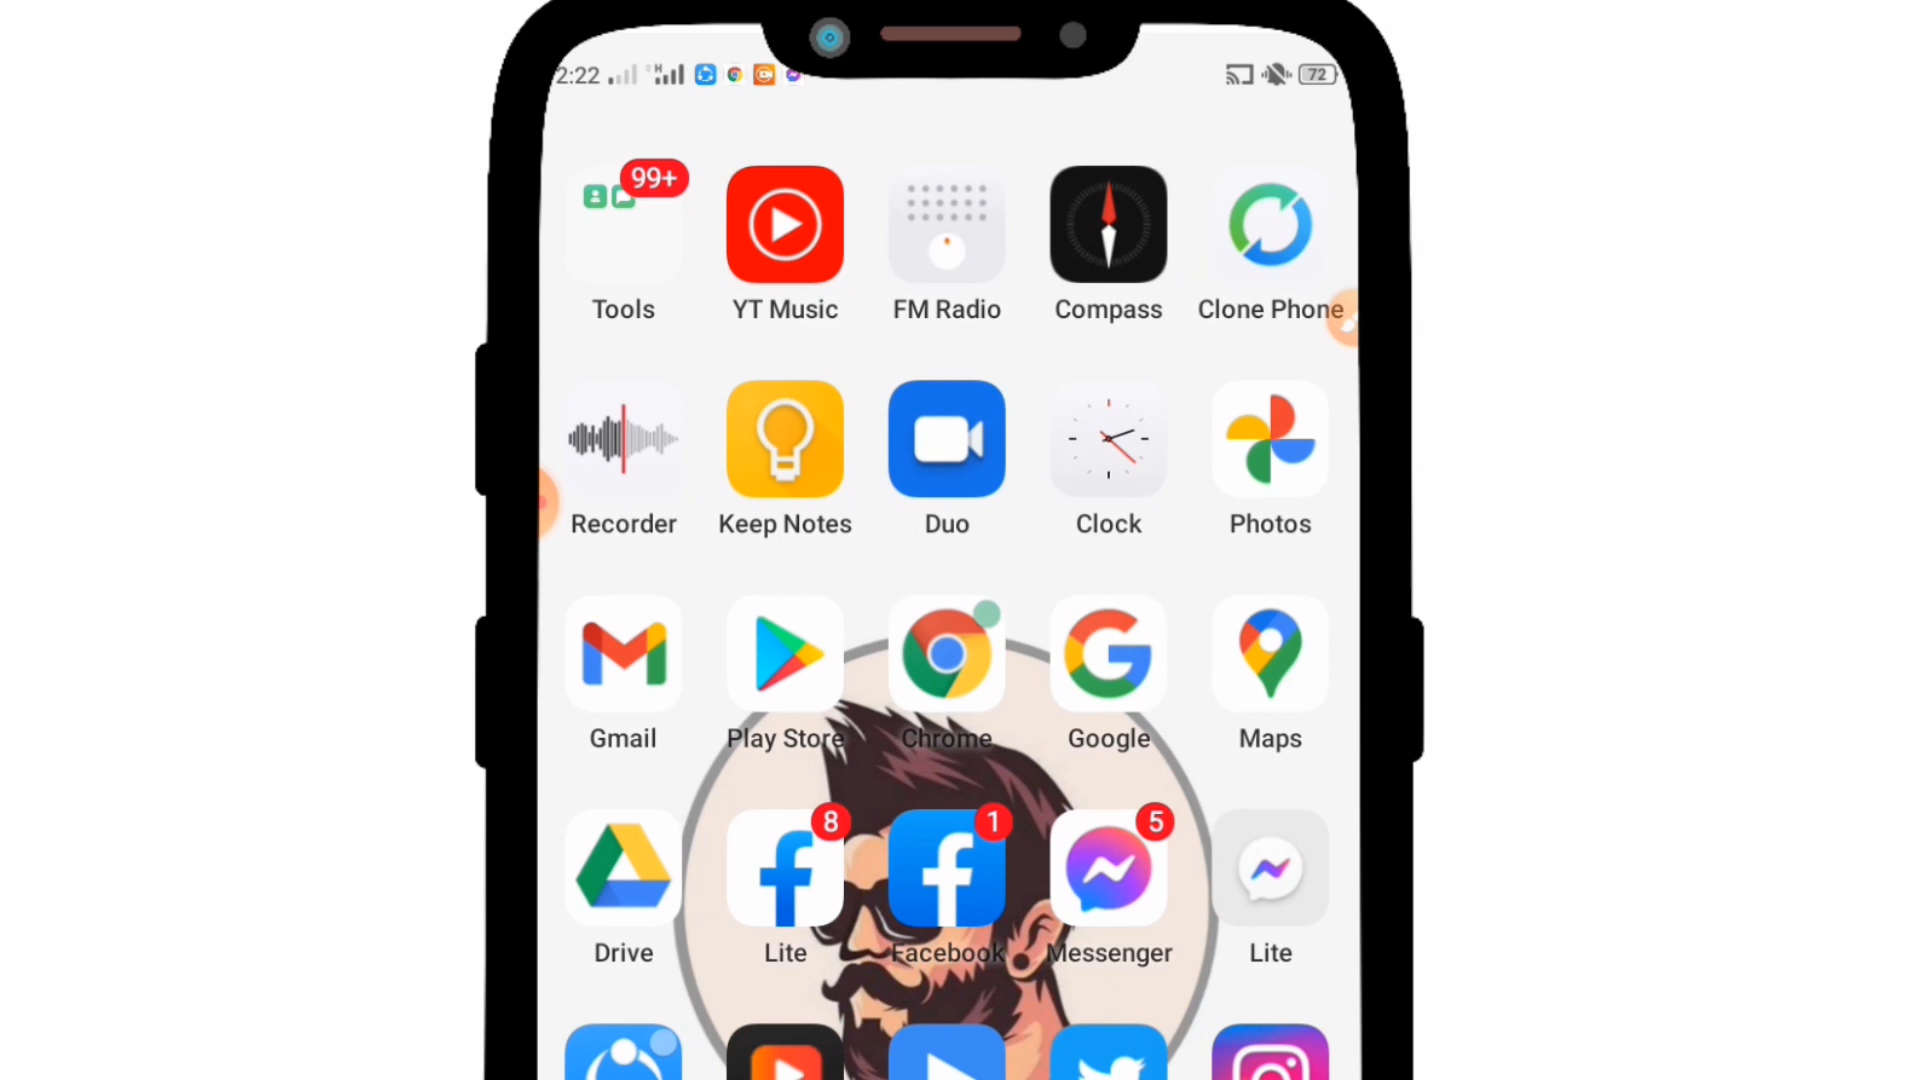 2:22 72
99+
Tools YT Music FM Radio Compass Clone Phone
Recorder Keep Notes Duo Clock Photos
Gmail Play Store Chrome Google Maps
8 1 5
Drive Lite Facebook Messenger Lite